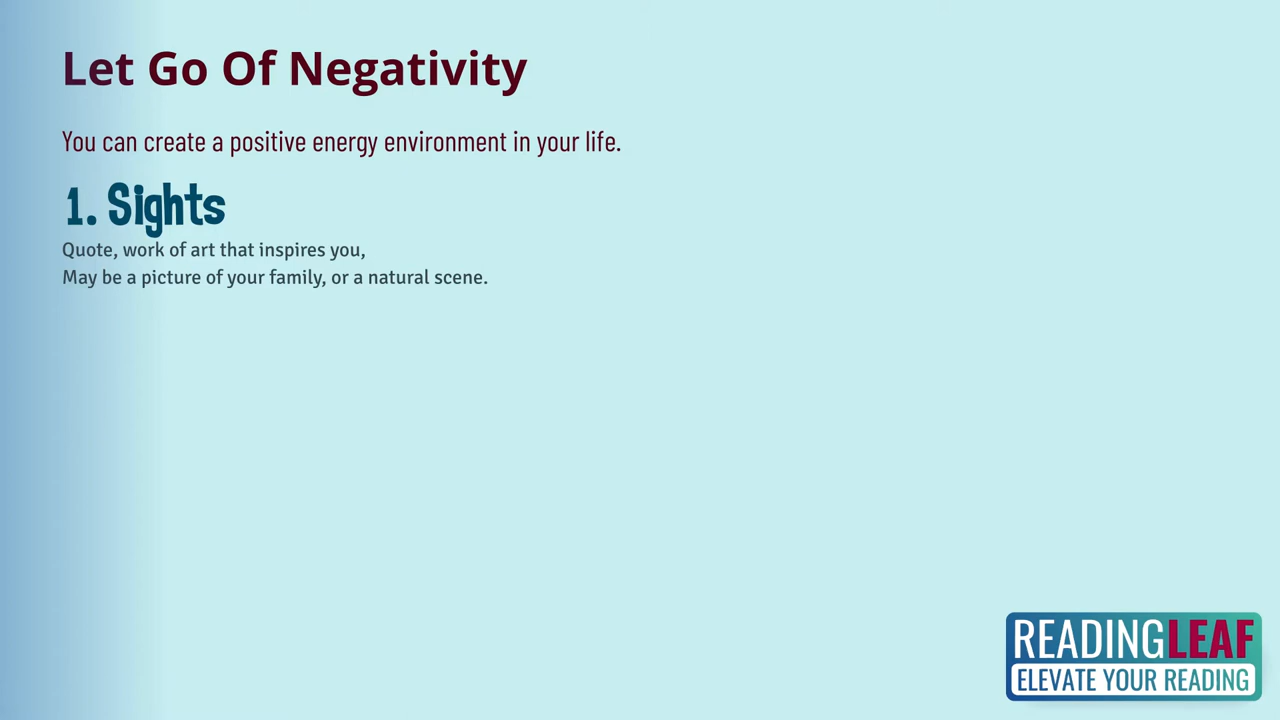 Let Go Of Negativity
You can create a positive energy environment in your life.
1. Sights
Quote, work of art that inspires you,
May be a picture of your family, or a natural scene.
READINGLEAF
ELEVATE YOUR READING